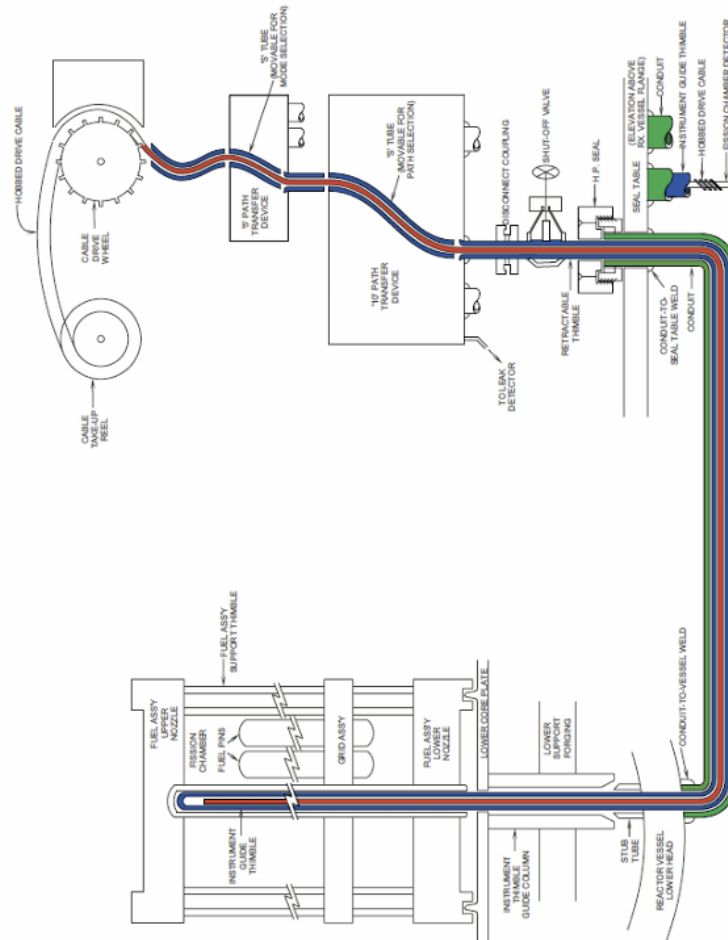 HOBBED DRIVE CABLE
CABLE
TAKE-UP
REEL
CABLE
DRIVE
WHEEL
'S' TUBE
(MOVABLE FOR
MODE SELECTION)
'5' PATH
TRANSFER
DEVICE
'S' TUBE
(MOVABLE FOR
PATH SELECTION)
'10' PATH
TRANSFER
DEVICE
TO LEAK
DETECTOR
DISCONNECT COUPLING
SHUT-OFF VALVE
RETRACTABLE
THIMBLE
H.P. SEAL
SEAL TABLE
(ELEVATION ABOVE
RX. VESSEL FLANGE)
CONDUIT
INSTRUMENT GUIDE THIMBLE
HOBBED DRIVE CABLE
FISSION CHAMBER DETECTOR
CONDUIT-TO-
SEAL TABLE WELD
CONDUIT
FUEL ASS'Y
UPPER
NOZZLE
FUEL ASS'Y
SUPPORT THIMBLE
FISSION
CHAMBER
FUEL PINS
INSTRUMENT
GUIDE
THIMBLE
GRID ASS'Y
FUEL ASS'Y
LOWER
NOZZLE
LOWER CORE PLATE
INSTRUMENT
THIMBLE
GUIDE COLUMN
LOWER
SUPPORT
FORGING
STUB
TUBE
REACTOR VESSEL
LOWER HEAD
CONDUIT-TO-VESSEL WELD